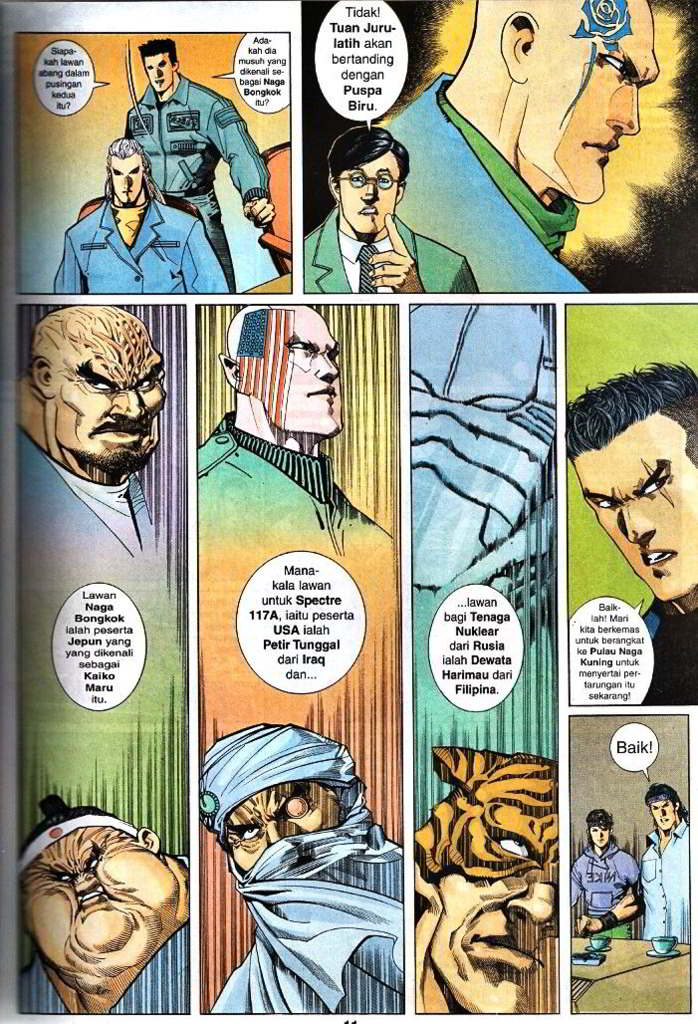 Siapa-
kah lawan
abang dalam
pusingan
kedua
itu?
Ada-
kah dia
musuh yang
dikenali se-
bagai Naga
Bongkok
itu?
Tidak!
Tuan Juru-
latih akan
bertanding
dengan
Puspa
Biru.
Lawan
Naga
Bongkok
ialah peserta
Jepun yang
yang dikenali
sebagai
Kaiko
Maru
itu.
Mana-
kala lawan
untuk Spectre
117A, iaitu peserta
USA ialah
Petir Tunggal
dari Iraq
dan...
...lawan
bagi Tenaga
Nuklear
dari Rusia
ialah Dewata
Harimau dari
Filipina.
Baik-
lah! Mari
kita berkemas
untuk berangkat
ke Pulau Naga
Kuning untuk
menyertai per-
tarungan itu
sekarang!
Baik!
NIKE
11